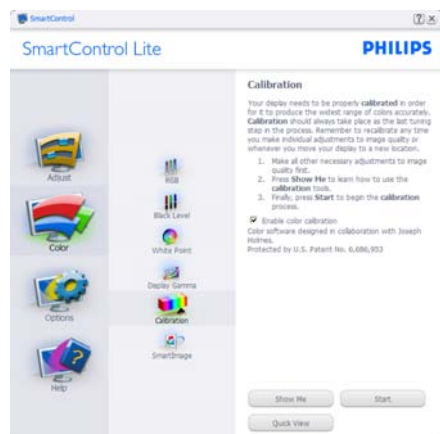 SmartControl
SmartControl Lite
PHILIPS
Adjust
Color
Options
Help
RGB
Black Level
White Point
Display Gamma
Calibration
SmartImage
Calibration
Your display needs to be properly calibrated in order
for it to produce the widest range of colors accurately.
Calibration should always take place as the last tuning
step in the process. Remember to recalibrate any time
you make individual adjustments to image quality or
whenever you move your display to a new location.
1. Make all other necessary adjustments to image
quality first.
2. Press Show Me to learn how to use the
calibration tools.
3. Finally, press Start to begin the calibration
process.
Enable color calibration
Color software designed in collaboration with Joseph
Holmes.
Protected by U.S. Patent No. 6,686,953
Show Me
Start
Quick View